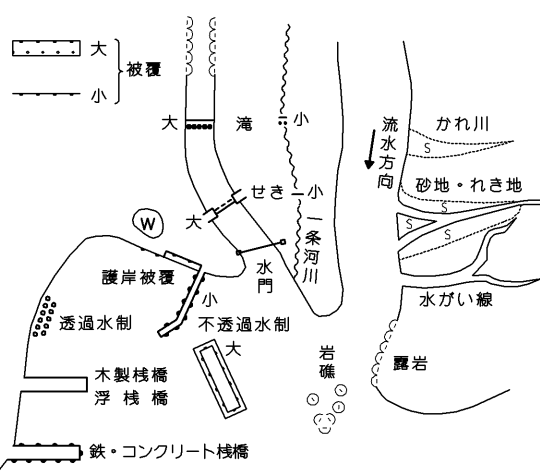 大
小
被覆
大
滝
小
流水方向
かれ川
S
砂地・れき地
S
S
S
せき
小
大
一条河川
W
水門
護岸被覆
小
水がい線
透過水制
不透過水制
大
岩礁
露岩
木製桟橋
浮桟橋
鉄・コンクリート桟橋